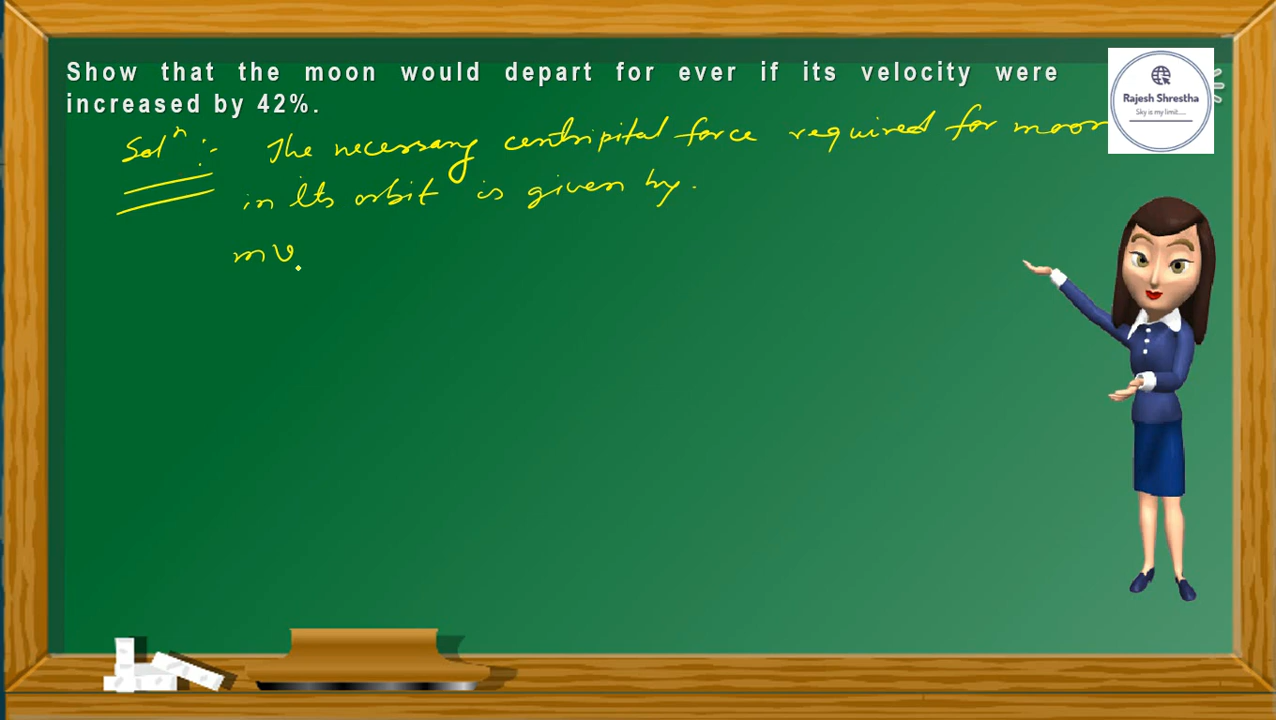 Show that the moon would depart for ever if its velocity were
increased by 42%.
Rajesh Shrestha
Sky is my limit.....
Solⁿ :- The necessary centripital force required for moon
in its orbit is given by.
mv